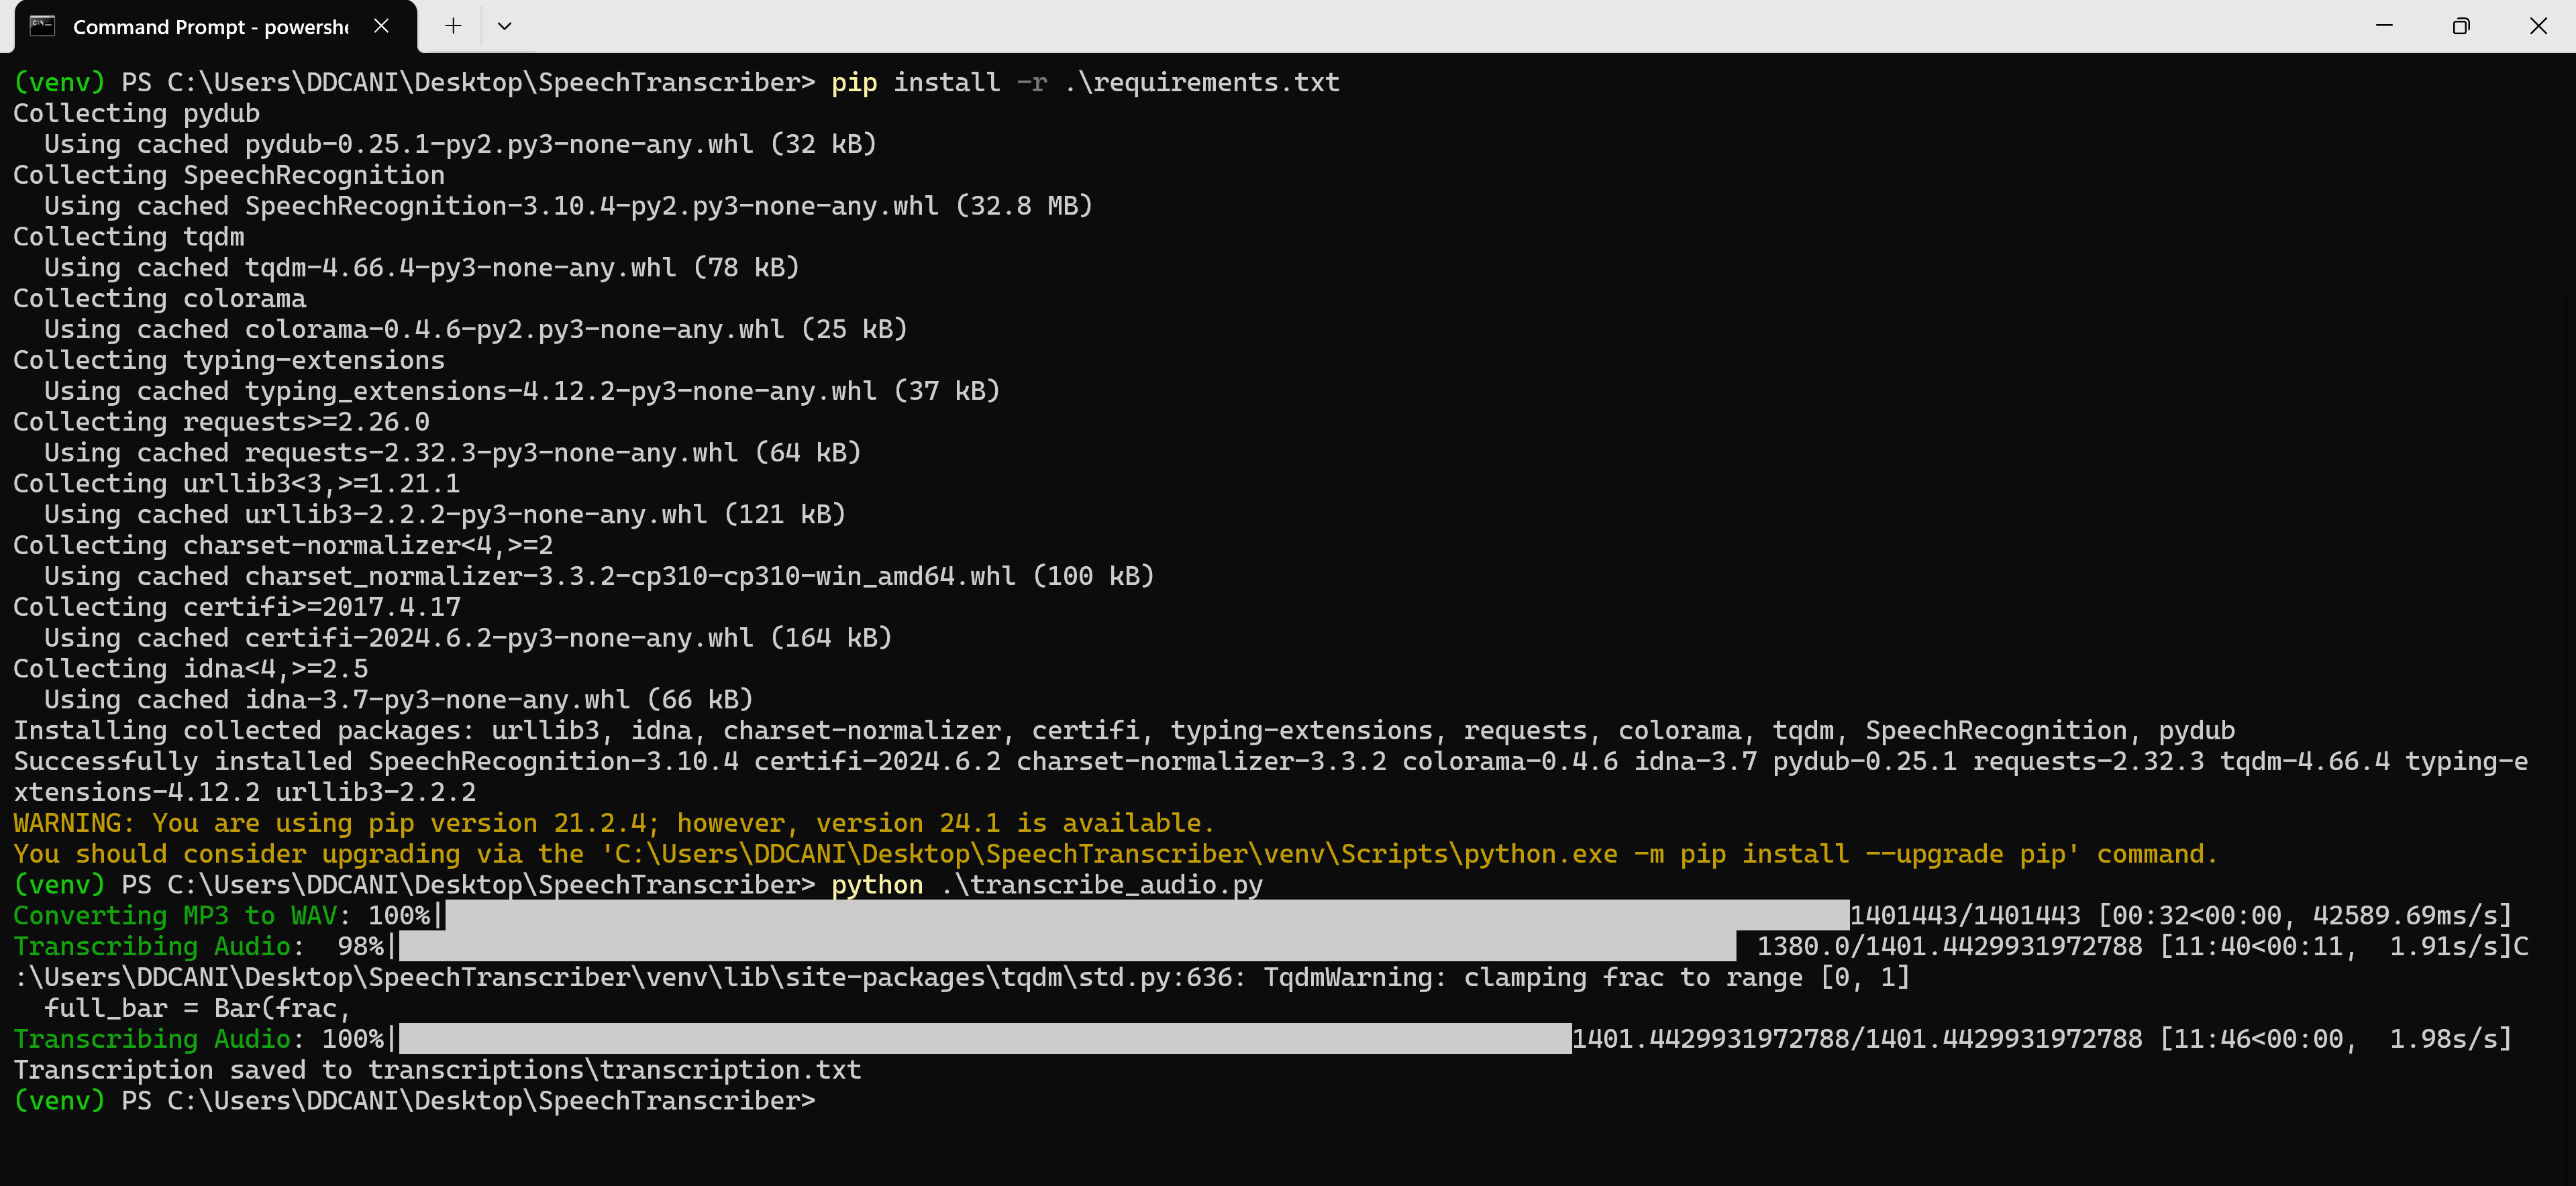 Command Prompt - powershe
(venv) PS C:\Users\DDCANI\Desktop\SpeechTranscriber> pip install -r .\requirements.txt
Collecting pydub
  Using cached pydub-0.25.1-py2.py3-none-any.whl (32 kB)
Collecting SpeechRecognition
  Using cached SpeechRecognition-3.10.4-py2.py3-none-any.whl (32.8 MB)
Collecting tqdm
  Using cached tqdm-4.66.4-py3-none-any.whl (78 kB)
Collecting colorama
  Using cached colorama-0.4.6-py2.py3-none-any.whl (25 kB)
Collecting typing-extensions
  Using cached typing_extensions-4.12.2-py3-none-any.whl (37 kB)
Collecting requests>=2.26.0
  Using cached requests-2.32.3-py3-none-any.whl (64 kB)
Collecting urllib3<3,>=1.21.1
  Using cached urllib3-2.2.2-py3-none-any.whl (121 kB)
Collecting charset-normalizer<4,>=2
  Using cached charset_normalizer-3.3.2-cp310-cp310-win_amd64.whl (100 kB)
Collecting certifi>=2017.4.17
  Using cached certifi-2024.6.2-py3-none-any.whl (164 kB)
Collecting idna<4,>=2.5
  Using cached idna-3.7-py3-none-any.whl (66 kB)
Installing collected packages: urllib3, idna, charset-normalizer, certifi, typing-extensions, requests, colorama, tqdm, SpeechRecognition, pydub
Successfully installed SpeechRecognition-3.10.4 certifi-2024.6.2 charset-normalizer-3.3.2 colorama-0.4.6 idna-3.7 pydub-0.25.1 requests-2.32.3 tqdm-4.66.4 typing-e
xtensions-4.12.2 urllib3-2.2.2
WARNING: You are using pip version 21.2.4; however, version 24.1 is available.
You should consider upgrading via the 'C:\Users\DDCANI\Desktop\SpeechTranscriber\venv\Scripts\python.exe -m pip install --upgrade pip' command.
(venv) PS C:\Users\DDCANI\Desktop\SpeechTranscriber> python .\transcribe_audio.py
Converting MP3 to WAV: 100%| 1401443/1401443 [00:32<00:00, 42589.69ms/s]
Transcribing Audio:  98%| 1380.0/1401.4429931972788 [11:40<00:11,  1.91s/s]C
:\Users\DDCANI\Desktop\SpeechTranscriber\venv\lib\site-packages\tqdm\std.py:636: TqdmWarning: clamping frac to range [0, 1]
  full_bar = Bar(frac,
Transcribing Audio: 100%| 1401.4429931972788/1401.4429931972788 [11:46<00:00,  1.98s/s]
Transcription saved to transcriptions\transcription.txt
(venv) PS C:\Users\DDCANI\Desktop\SpeechTranscriber>